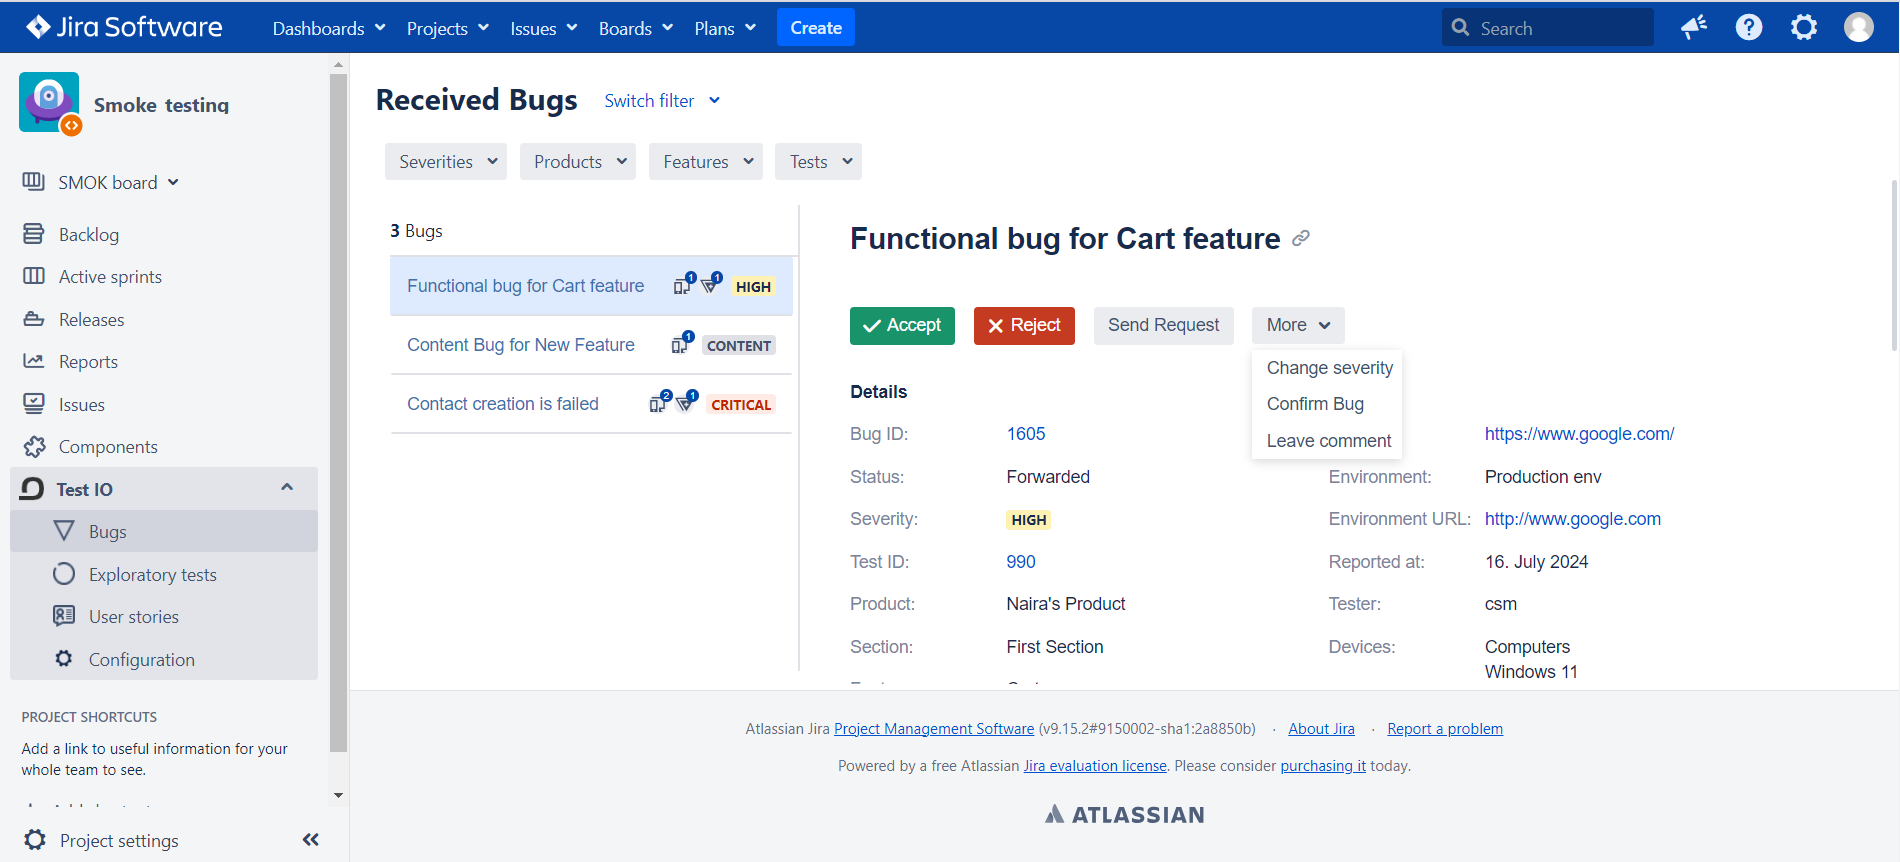 Jira Software
Dashboards
Projects
Issues
Boards
Plans
Create
Search
Smoke testing
SMOK board
Backlog
Active sprints
Releases
Reports
Issues
Components
Test IO
Bugs
Exploratory tests
User stories
Configuration
PROJECT SHORTCUTS
Add a link to useful information for your
whole team to see.
Project settings
Received Bugs
Switch filter
Severities
Products
Features
Tests
3 Bugs
Functional bug for Cart feature 1 1 HIGH
Content Bug for New Feature 1 CONTENT
Contact creation is failed 2 1 CRITICAL
Functional bug for Cart feature
Accept
Reject
Send Request
More
Change severity
Confirm Bug
Leave comment
Details
Bug ID: 1605
https://www.google.com/
Status: Forwarded
Environment: Production env
Severity: HIGH
Environment URL: http://www.google.com
Test ID: 990
Reported at: 16. July 2024
Product: Naira's Product
Tester: csm
Section: First Section
Devices: Computers
Windows 11
Atlassian Jira Project Management Software (v9.15.2#9150002-sha1:2a8850b) · About Jira · Report a problem
Powered by a free Atlassian Jira evaluation license. Please consider purchasing it today.
ATLASSIAN